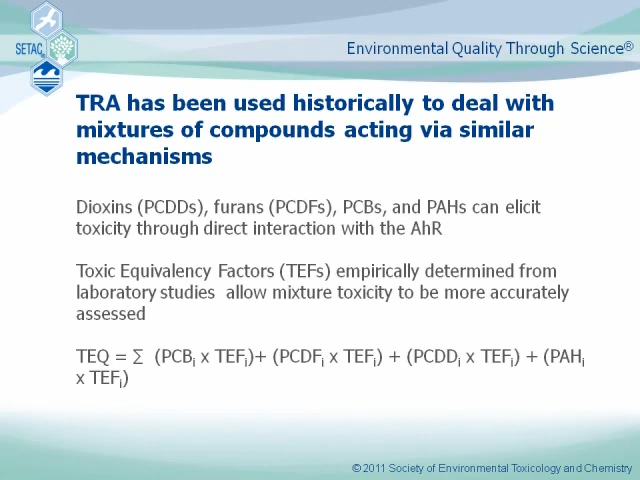 SETAC
Environmental Quality Through Science®
TRA has been used historically to deal with
mixtures of compounds acting via similar
mechanisms
Dioxins (PCDDs), furans (PCDFs), PCBs, and PAHs can elicit
toxicity through direct interaction with the AhR
Toxic Equivalency Factors (TEFs) empirically determined from
laboratory studies  allow mixture toxicity to be more accurately
assessed
TEQ = ∑  (PCBᵢ x TEFᵢ)+ (PCDFᵢ x TEFᵢ) + (PCDDᵢ x TEFᵢ) + (PAHᵢ
x TEFᵢ)
© 2011 Society of Environmental Toxicology and Chemistry